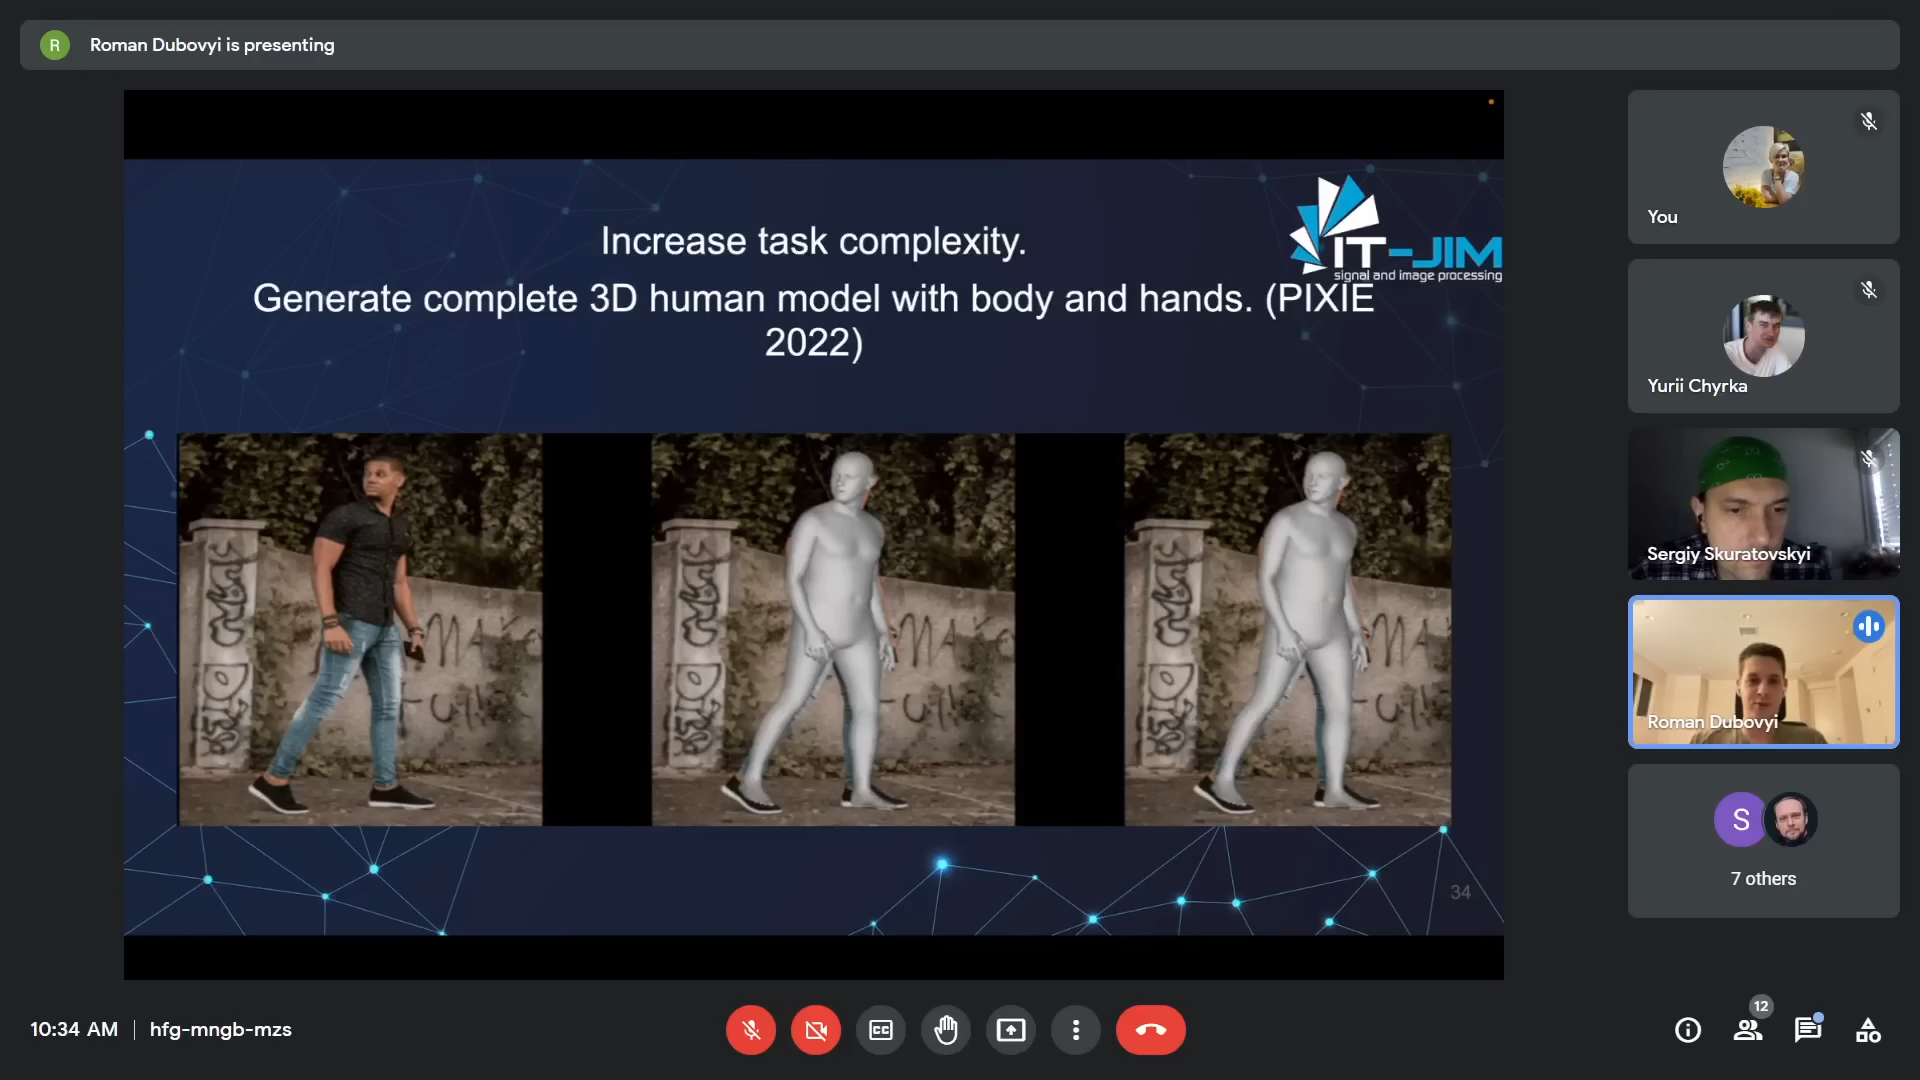 R
Roman Dubovyi is presenting
IT-JIM
signal and image processing
Increase task complexity.
Generate complete 3D human model with body and hands. (PIXIE
2022)
34
You
Yurii Chyrka
Sergiy Skuratovskyi
Roman Dubovyi
S
7 others
10:34 AM
hfg-mngb-mzs
CC
12